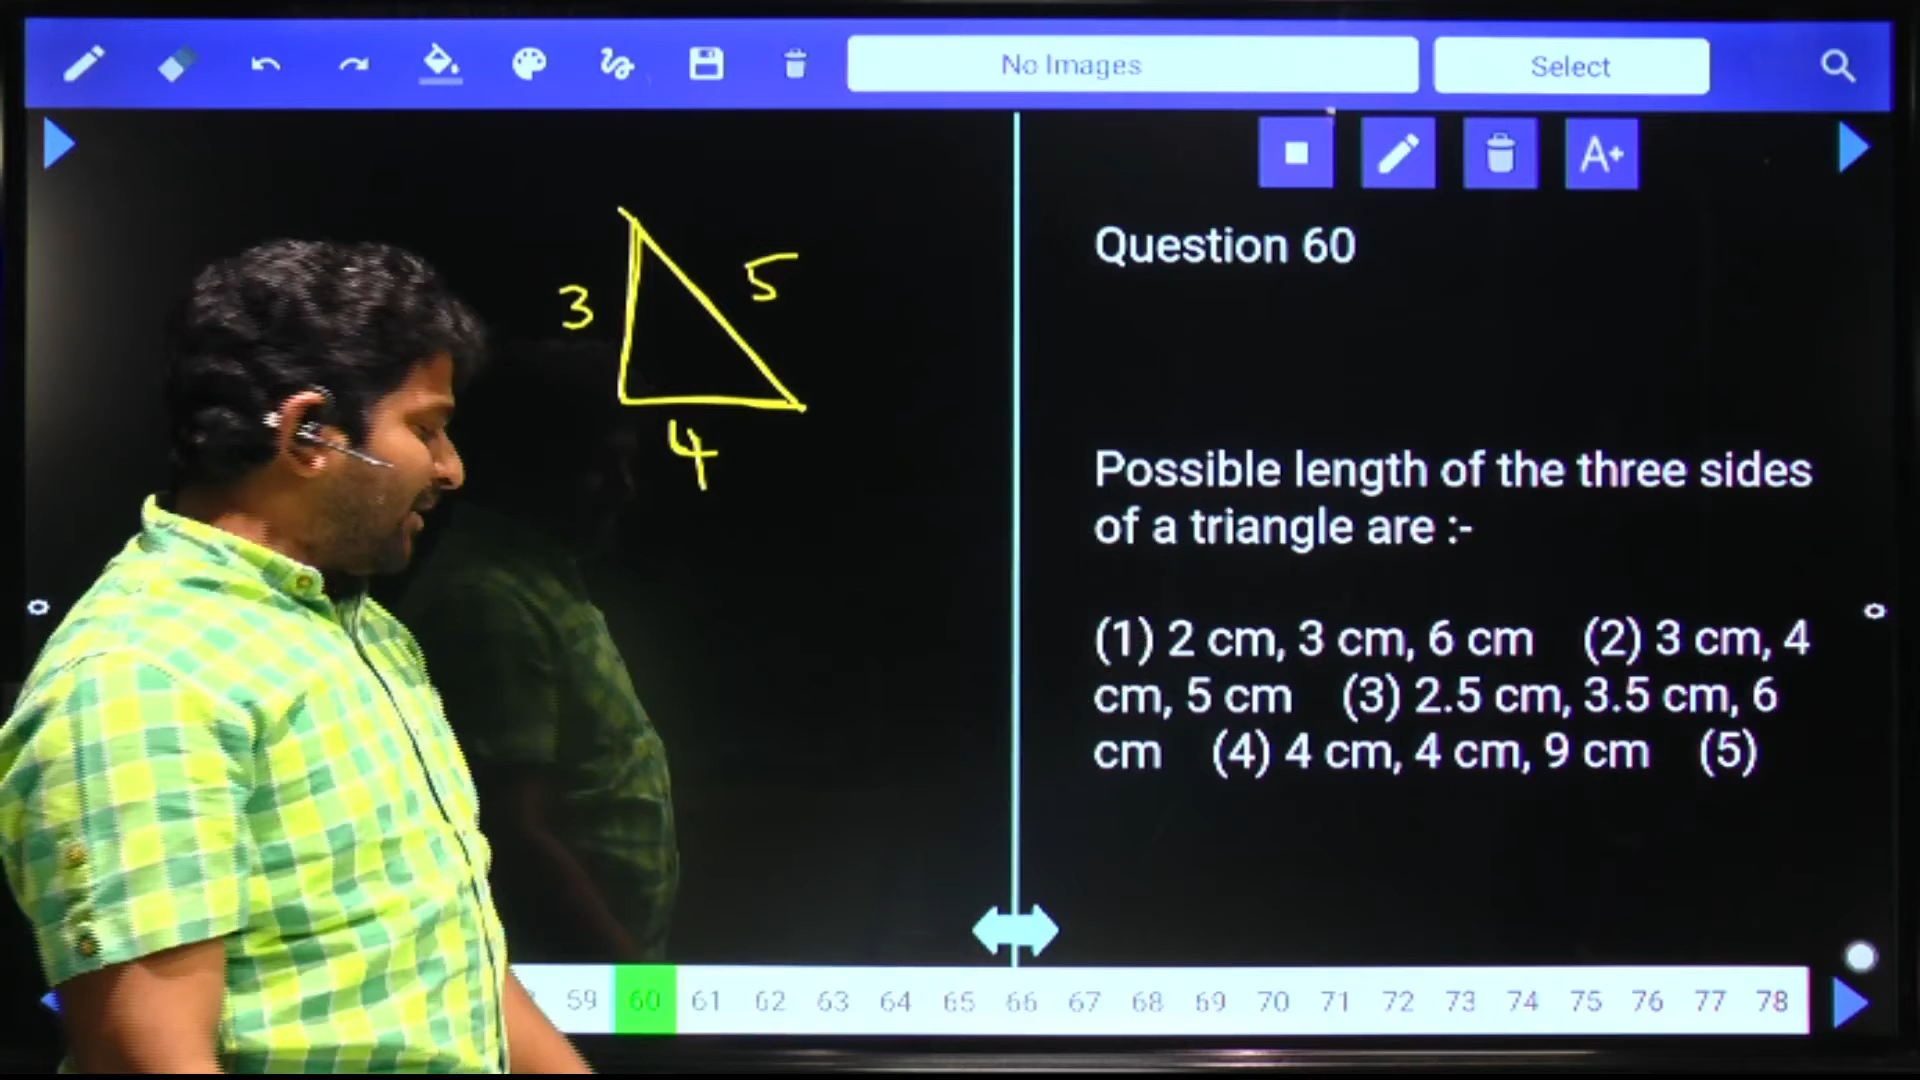 No Images
Select
A+
Question 60
3
5
4
Possible length of the three sides
of a triangle are :-
(1) 2 cm, 3 cm, 6 cm (2) 3 cm, 4
cm, 5 cm (3) 2.5 cm, 3.5 cm, 6
cm (4) 4 cm, 4 cm, 9 cm (5)
59 60 61 62 63 64 65 66 67 68 69 70 71 72 73 74 75 76 77 78